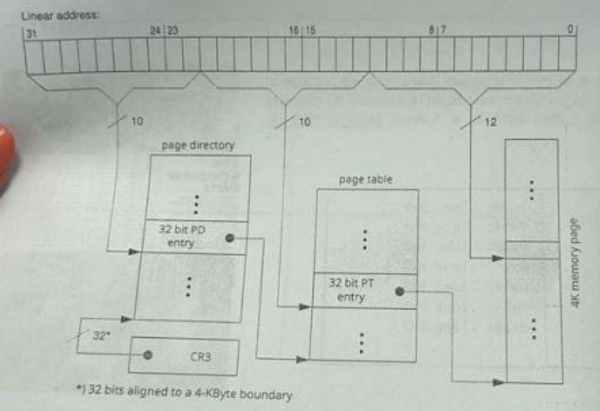 Linear address:
31 24 23 16 15 8 7 0
10 10 12
page directory
page table
32 bit PD
entry
32 bit PT
entry
4K memory page
32*
CR3
*) 32 bits aligned to a 4-KByte boundary